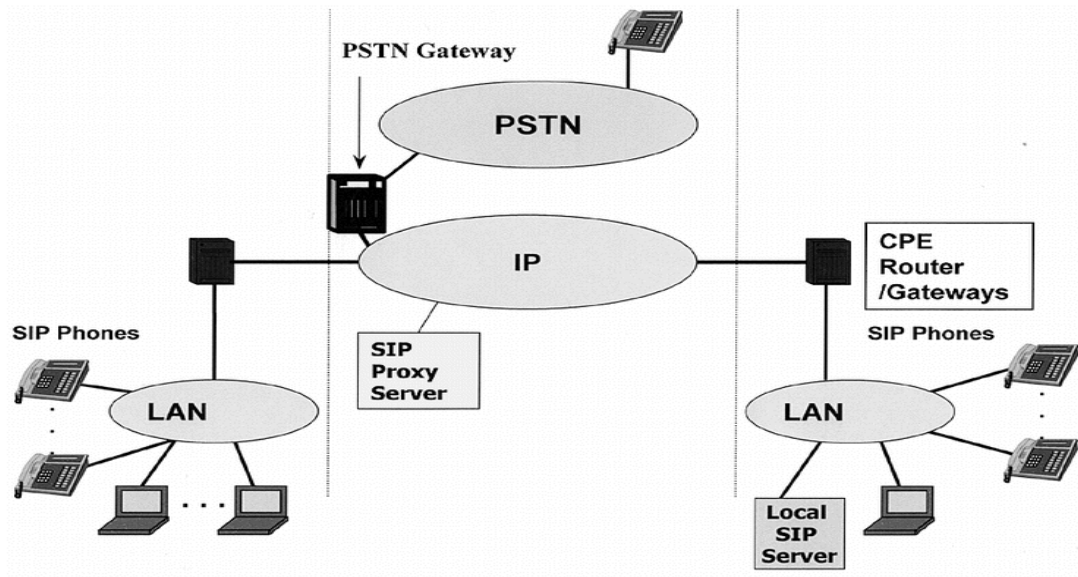 PSTN Gateway
PSTN
IP
CPE
Router
/Gateways
SIP Phones
SIP
Proxy
Server
SIP Phones
LAN
LAN
Local
SIP
Server